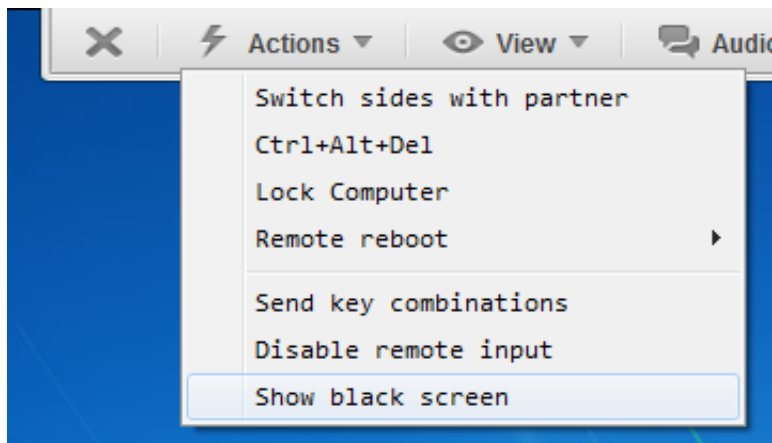 Actions View Audio
Switch sides with partner
Ctrl+Alt+Del
Lock Computer
Remote reboot
Send key combinations
Disable remote input
Show black screen